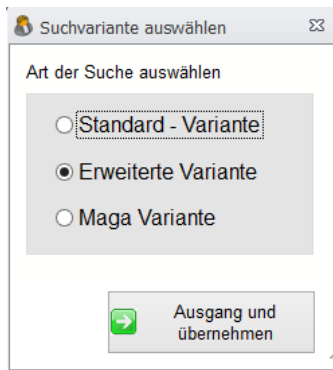 Suchvariante auswählen
Art der Suche auswählen
Standard - Variante
Erweiterte Variante
Maga Variante
Ausgang und
übernehmen